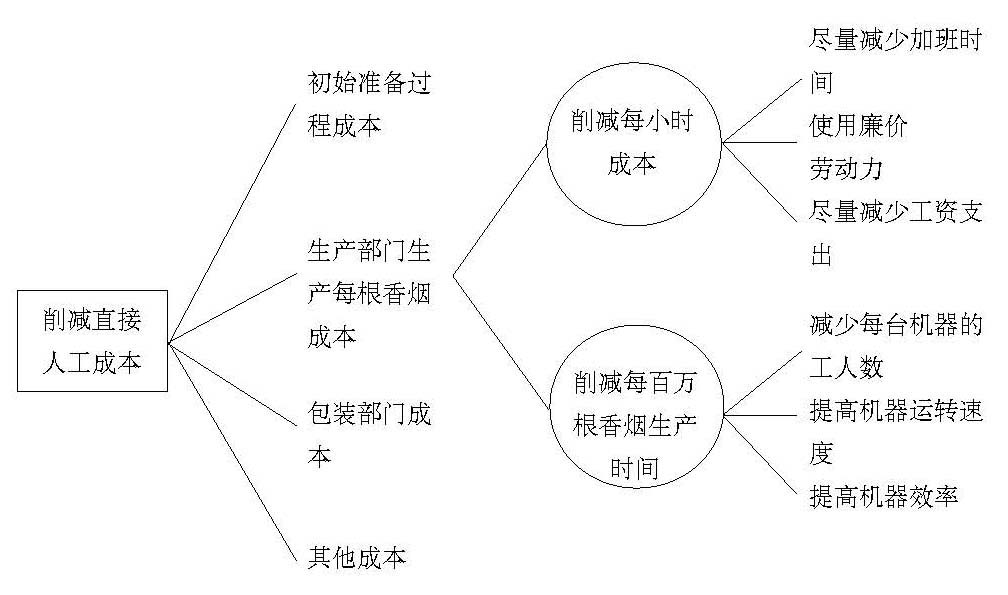 削减直接
人工成本
初始准备过
程成本
生产部门生
产每根香烟
成本
包装部门成
本
其他成本
削减每小时
成本
削减每百万
根香烟生产
时间
尽量减少加班时
间
使用廉价
劳动力
尽量减少工资支
出
减少每台机器的
工人数
提高机器运转速
度
提高机器效率